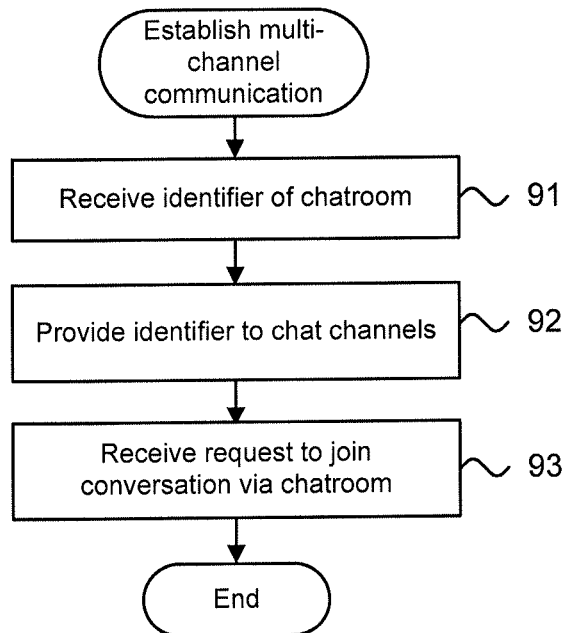 Establish multi-
channel
communication
Receive identifier of chatroom
91
Provide identifier to chat channels
92
Receive request to join
conversation via chatroom
93
End